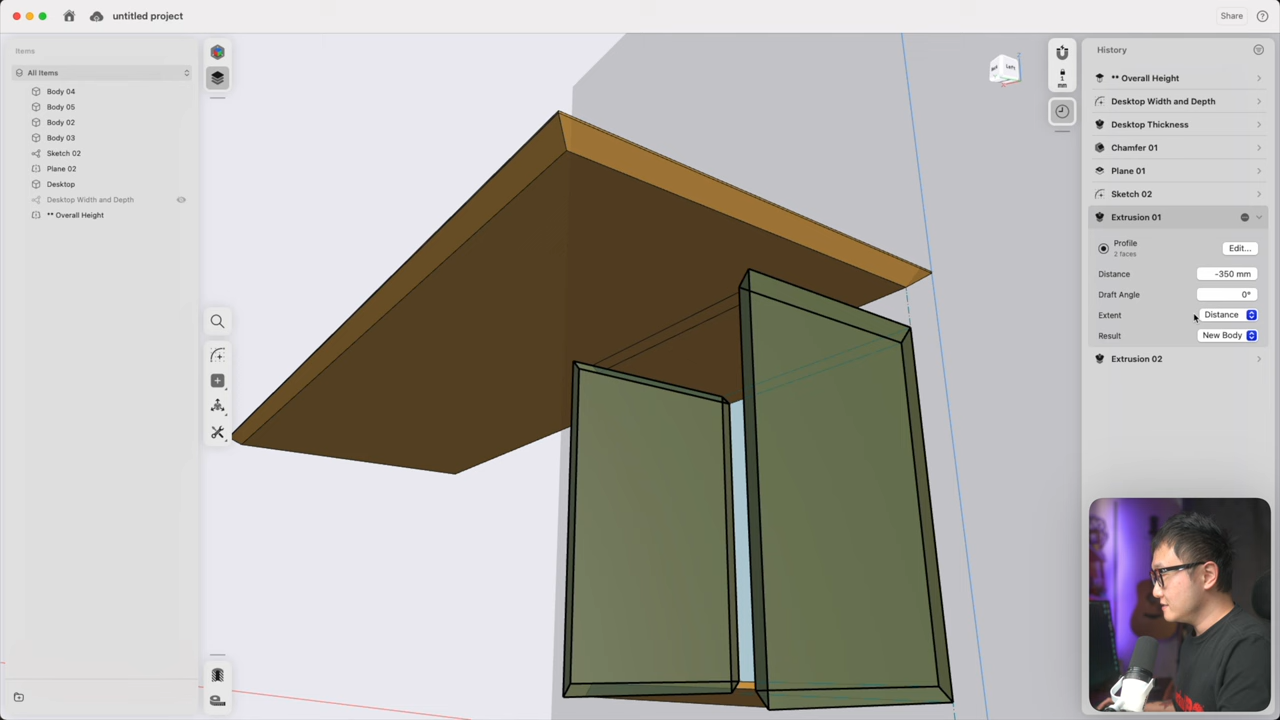 untitled project
Share
Items
All Items
Body 04
Body 05
Body 02
Body 03
Sketch 02
Plane 02
Desktop
Desktop Width and Depth
** Overall Height
1
mm
History
** Overall Height
Desktop Width and Depth
Desktop Thickness
Chamfer 01
Plane 01
Sketch 02
Extrusion 01
Profile
2 faces
Edit...
Distance -350 mm
Draft Angle 0°
Extent Distance
Result New Body
Extrusion 02